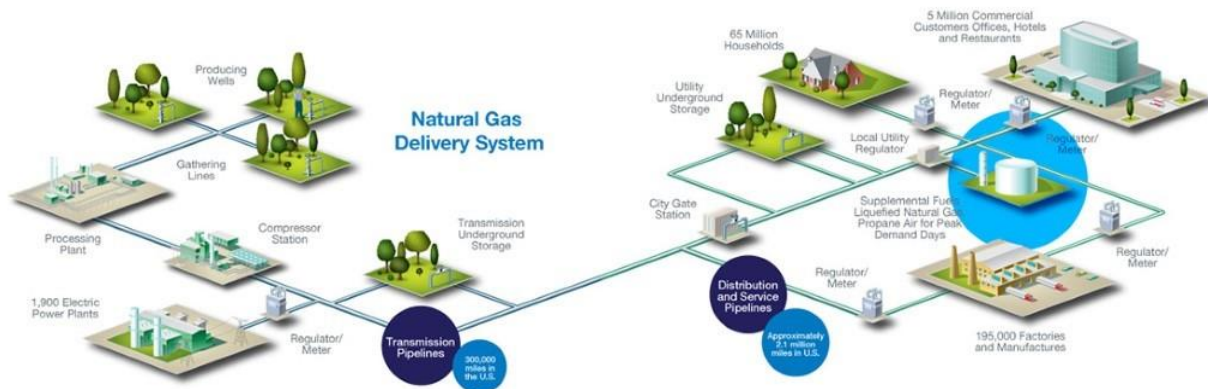 Producing
Wells
Natural Gas
Delivery System
Gathering
Lines
Processing
Plant
Compressor
Station
Transmission
Underground
Storage
1,900 Electric
Power Plants
Regulator/
Meter
Transmission
Pipelines
300,000
miles in
the U.S.
65 Million
Households
5 Million Commercial
Customers Offices, Hotels
and Restaurants
Utility
Underground
Storage
Regulator/
Meter
Local Utility
Regulator
Regulator/
Meter
City Gate
Station
Supplemental Fuels
Liquefied Natural Gas
Propane Air for Peak
Demand Days
Regulator/
Meter
Regulator/
Meter
Distribution
and Service
Pipelines
Approximately
2.1 million
miles in U.S.
195,000 Factories
and Manufactures